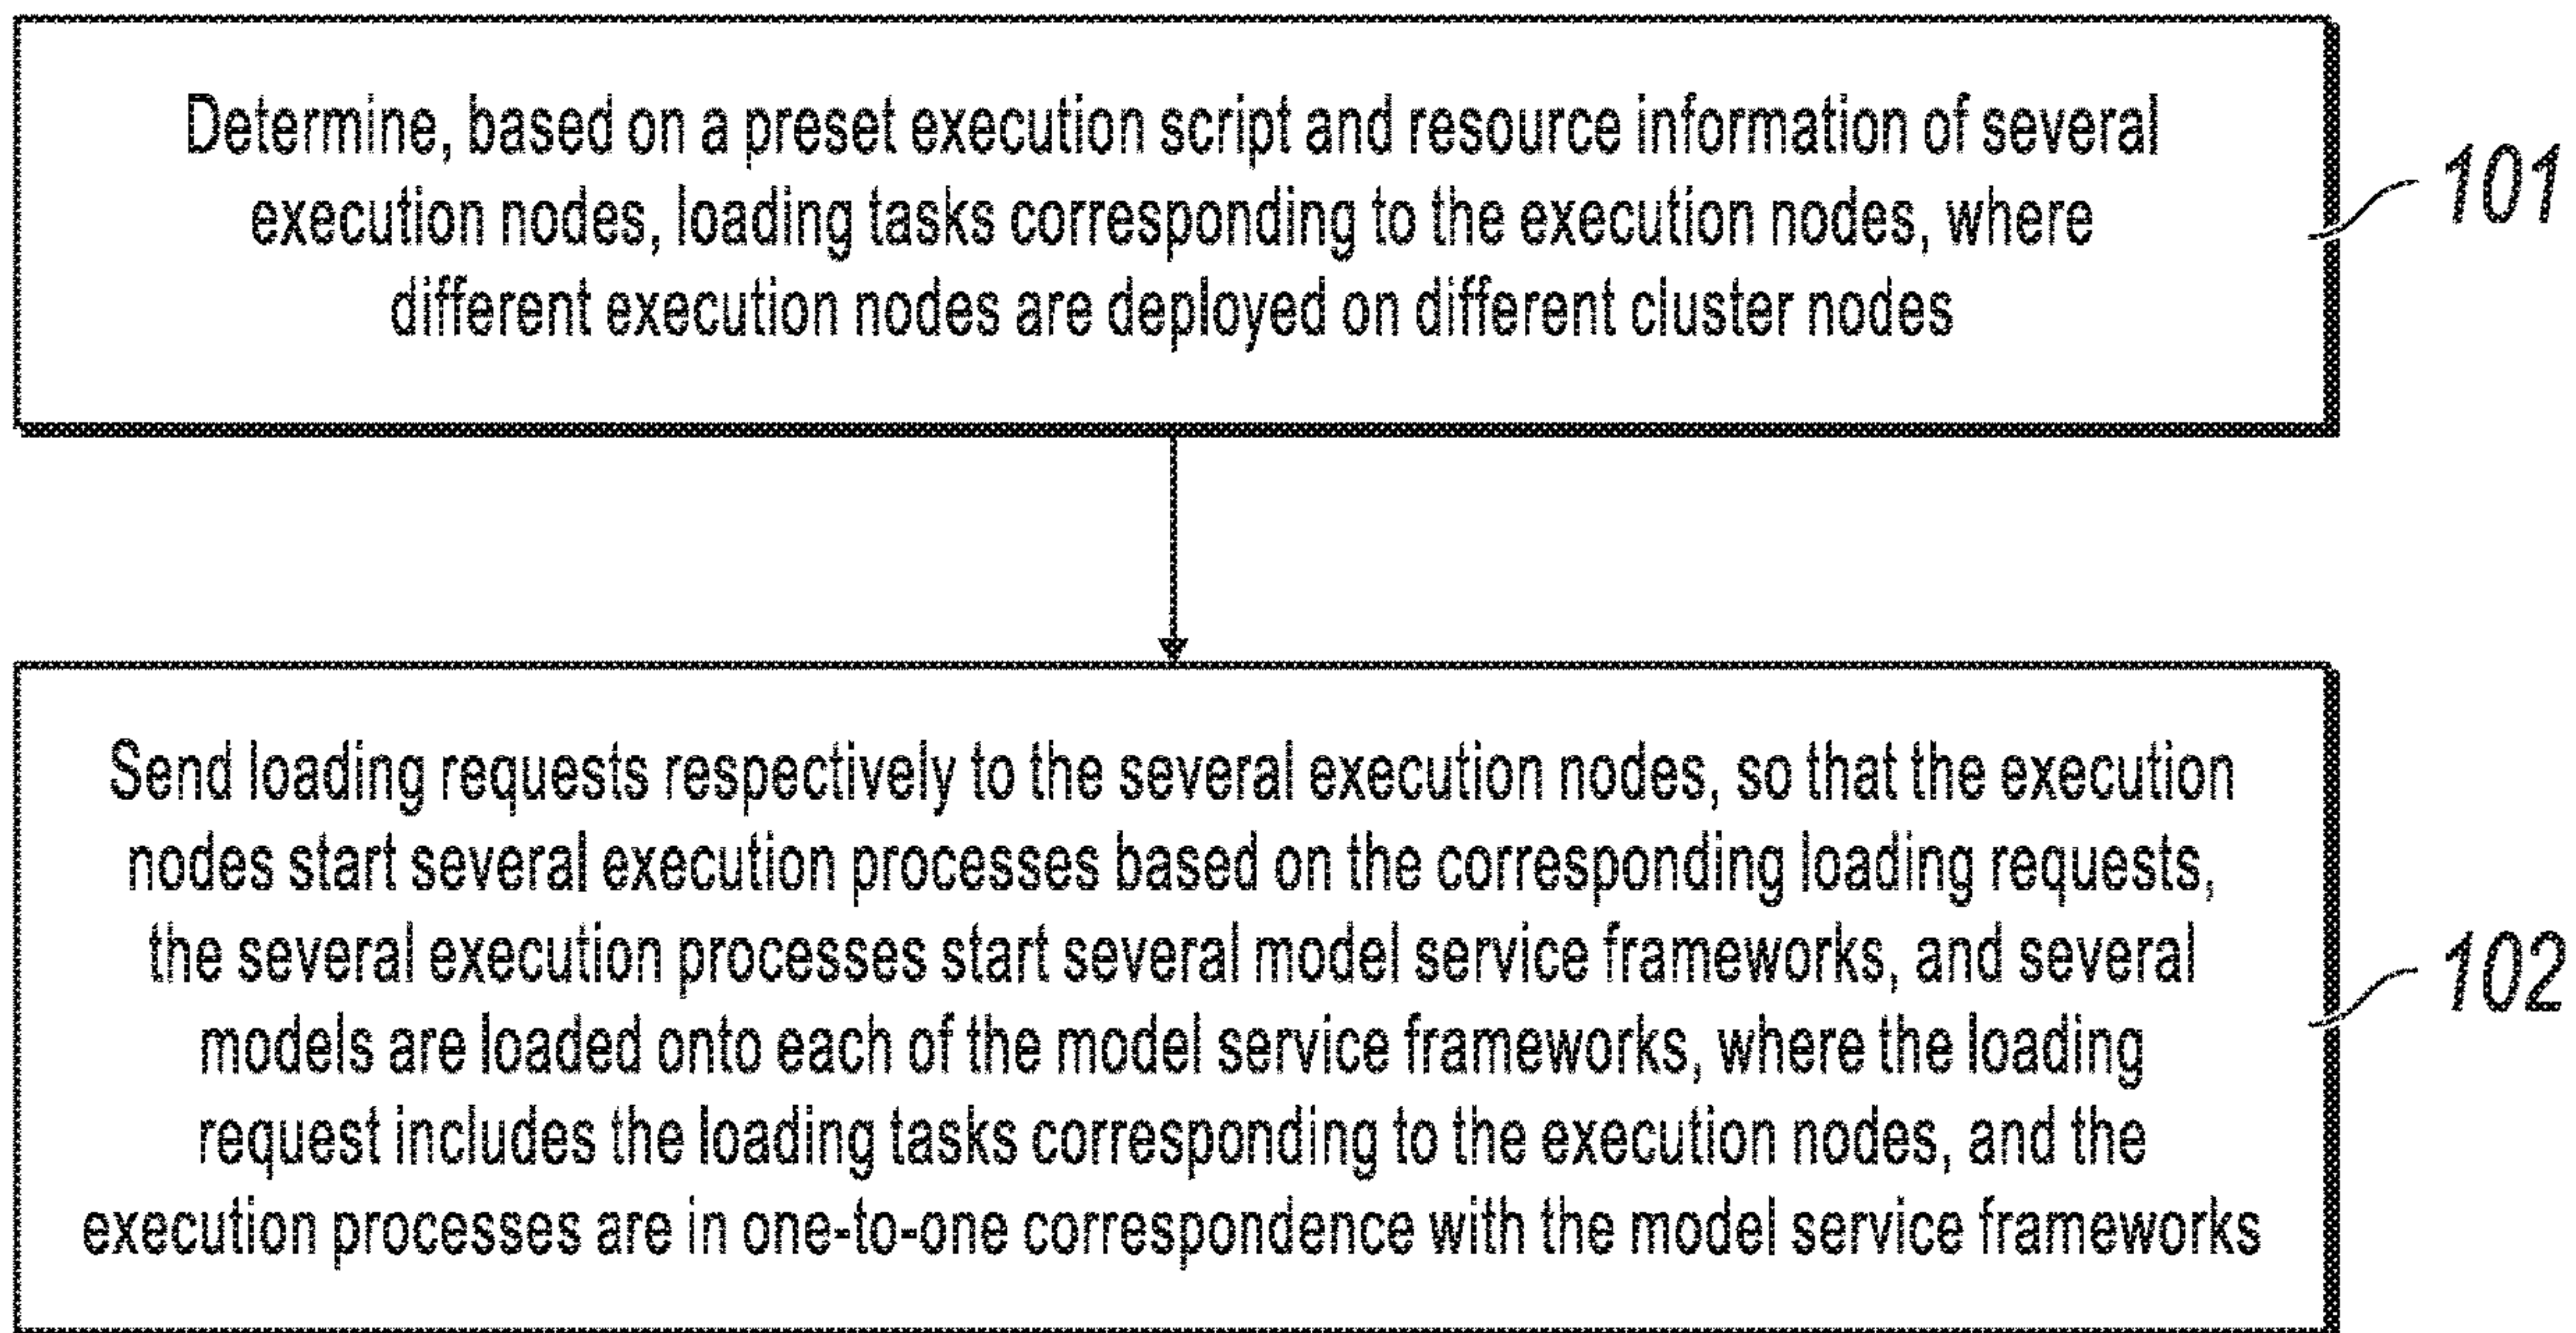 Determine, based on a preset execution script and resource information of several
execution nodes, loading tasks corresponding to the execution nodes, where
different execution nodes are deployed on different cluster nodes
101
Send loading requests respectively to the several execution nodes, so that the execution
nodes start several execution processes based on the corresponding loading requests,
the several execution processes start several model service frameworks, and several
models are loaded onto each of the model service frameworks, where the loading
request includes the loading tasks corresponding to the execution nodes, and the
execution processes are in one-to-one correspondence with the model service frameworks
102